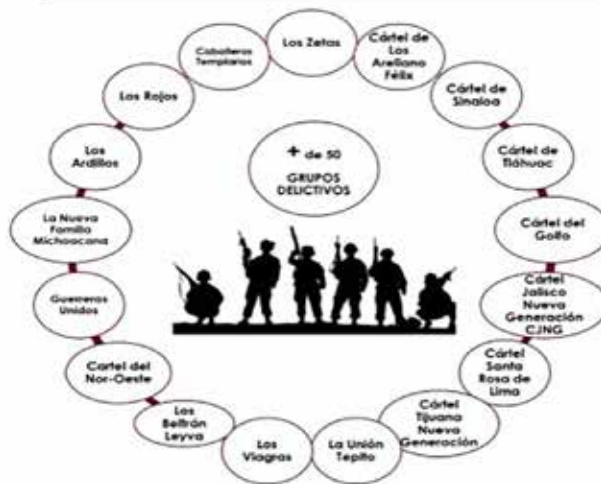 Los Zetas
Cártel de
Los
Arellano
Félix
Cártel de
Sinaloa
Cártel de
Tláhuac
Cártel del
Golfo
Cártel
Jalisco
Nueva
Generación
CJNG
Cártel
Santa
Rosa de
Lima
Cártel
Tijuana
Nueva
Generación
La Unión
Tepito
Los
Viagras
Los
Beltrán
Leyva
Cartel del
Nor-Oeste
Guerreros
Unidos
La Nueva
Familia
Michoacana
Los
Ardillos
Los Rojos
Caballeros
Templarios
+ de 50
GRUPOS
DELICTIVOS